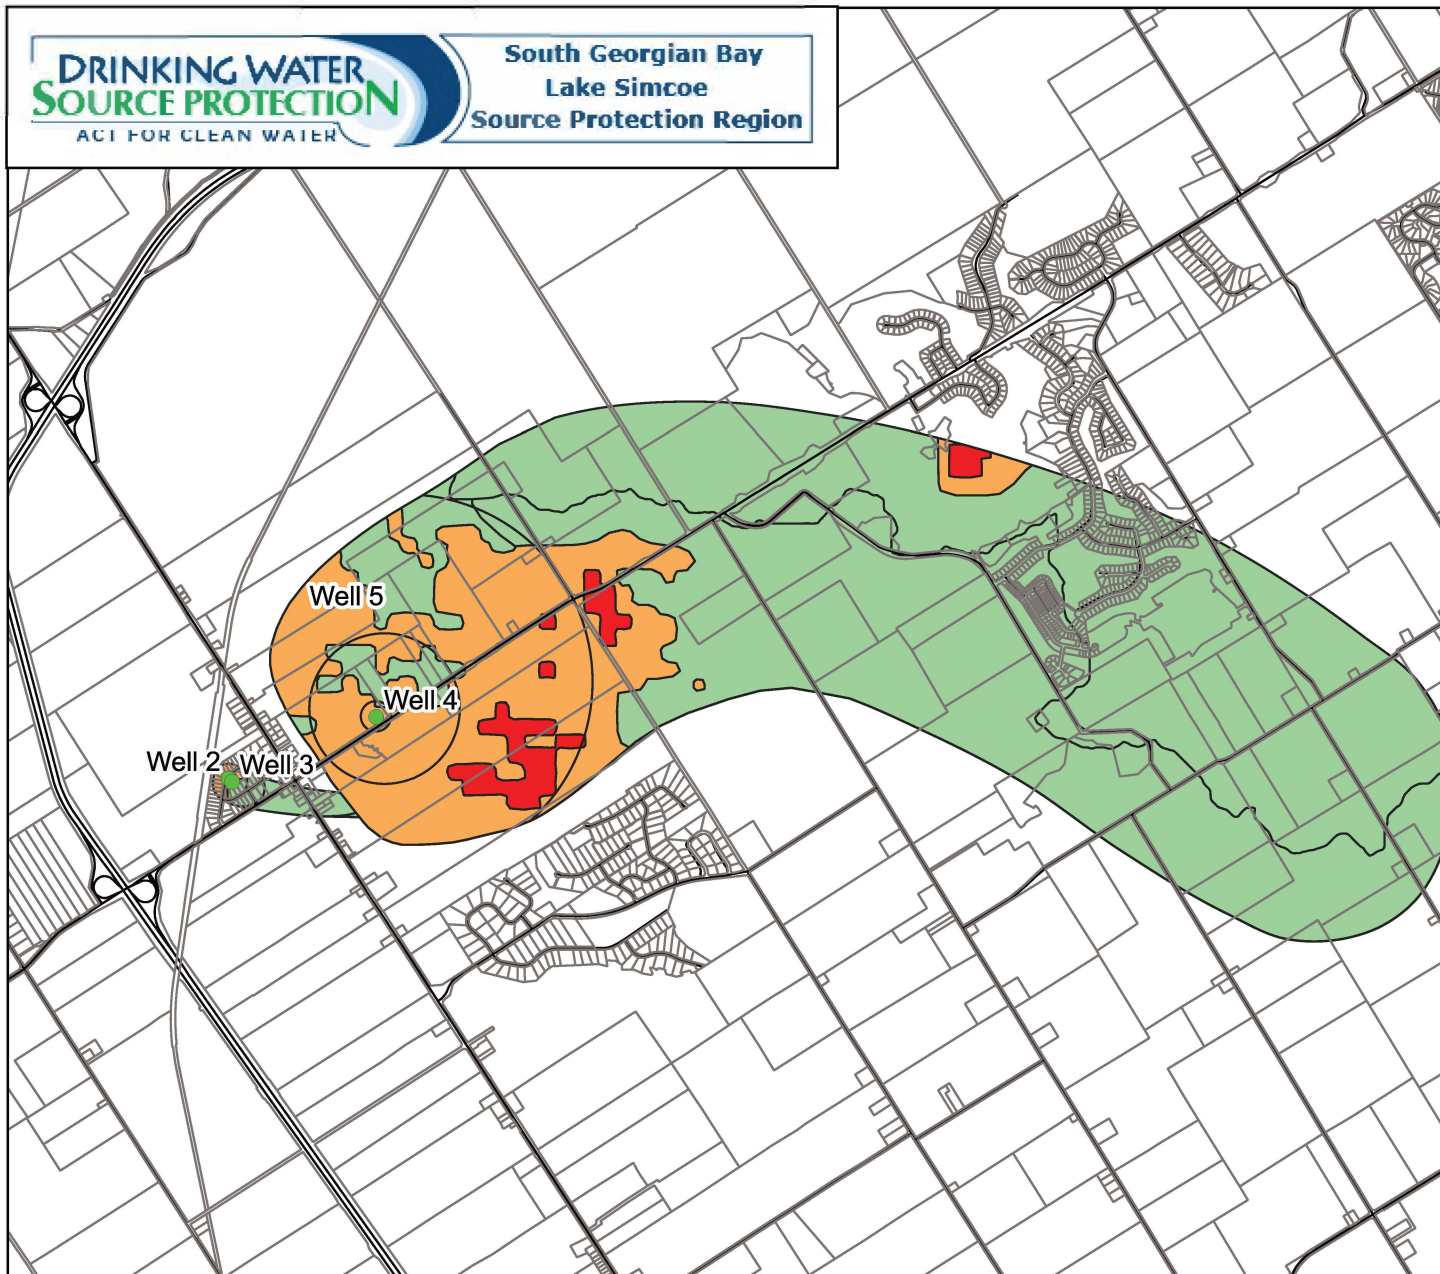 DRINKING WATER
SOURCE PROTECTION
ACT FOR CLEAN WATER
South Georgian Bay
Lake Simcoe
Source Protection Region
Well 5
Well 4
Well 2
Well 3